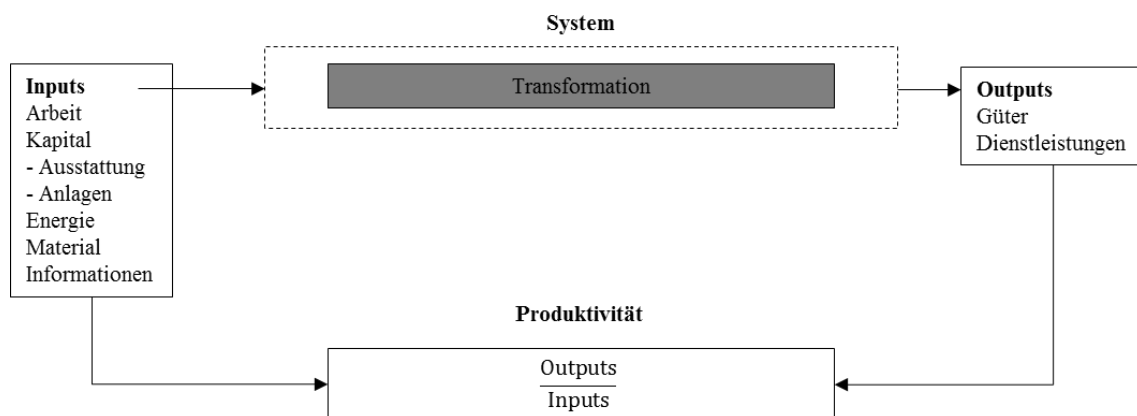 System
Inputs
Arbeit
Kapital
- Ausstattung
- Anlagen
Energie
Material
Informationen
Transformation
Outputs
Güter
Dienstleistungen
Produktivität
Outputs
Inputs